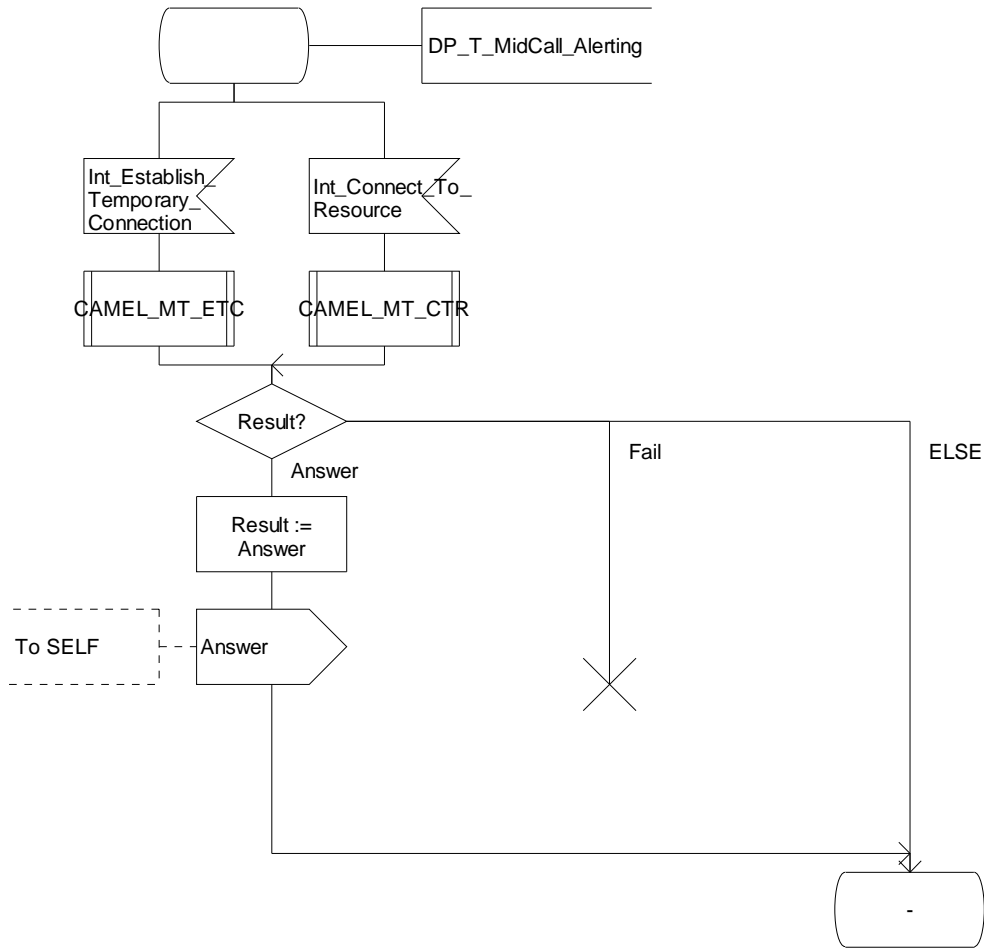 DP_T_MidCall_Alerting
Int_Establish_
Temporary_
Connection
Int_Connect_To_
Resource
CAMEL_MT_ETC
CAMEL_MT_CTR
Result?
Fail
ELSE
Answer
Result :=
Answer
To SELF
Answer
-